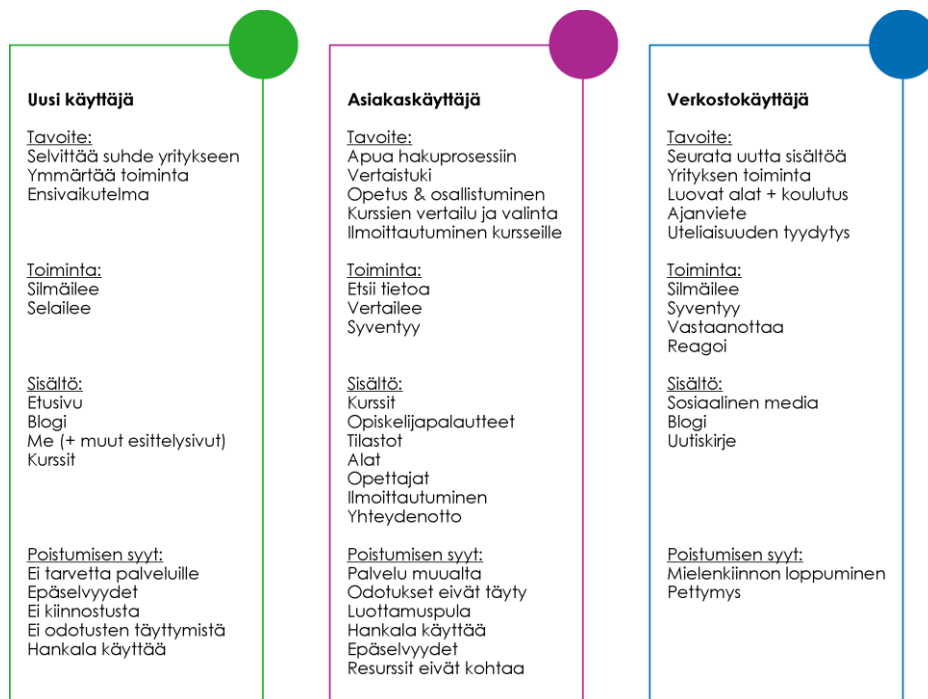 Uusi käyttäjä
Tavoite:
Selvittää suhde yritykseen
Ymmärtää toiminta
Ensivaikutelma
Toiminta:
Silmäilee
Selailee
Sisältö:
Etusivu
Blogi
Me (+ muut esittelysivut)
Kurssit
Poistumisen syyt:
Ei tarvetta palveluille
Epäselvyydet
Ei kiinnostusta
Ei odotusten täyttymistä
Hankala käyttää
Asiakaskäyttäjä
Tavoite:
Apua hakuprosessiin
Vertaistuki
Opetus & osallistuminen
Kurssien vertailu ja valinta
Ilmoittautuminen kursseille
Toiminta:
Etsii tietoa
Vertailee
Syventyy
Sisältö:
Kurssit
Opiskelijapalautteet
Tilastot
Alat
Opettajat
Ilmoittautuminen
Yhteydenotto
Poistumisen syyt:
Palvelu muualta
Odotukset eivät täyty
Luottamuspula
Hankala käyttää
Epäselvyydet
Resurssit eivät kohtaa
Verkostokäyttäjä
Tavoite:
Seurata uutta sisältöä
Yrityksen toiminta
Luovat alat + koulutus
Ajanviete
Uteliaisuuden tyydytys
Toiminta:
Silmäilee
Syventyy
Vastaanottaa
Reagoi
Sisältö:
Sosiaalinen media
Blogi
Uutiskirje
Poistumisen syyt:
Mielenkiinnon loppuminen
Pettymys